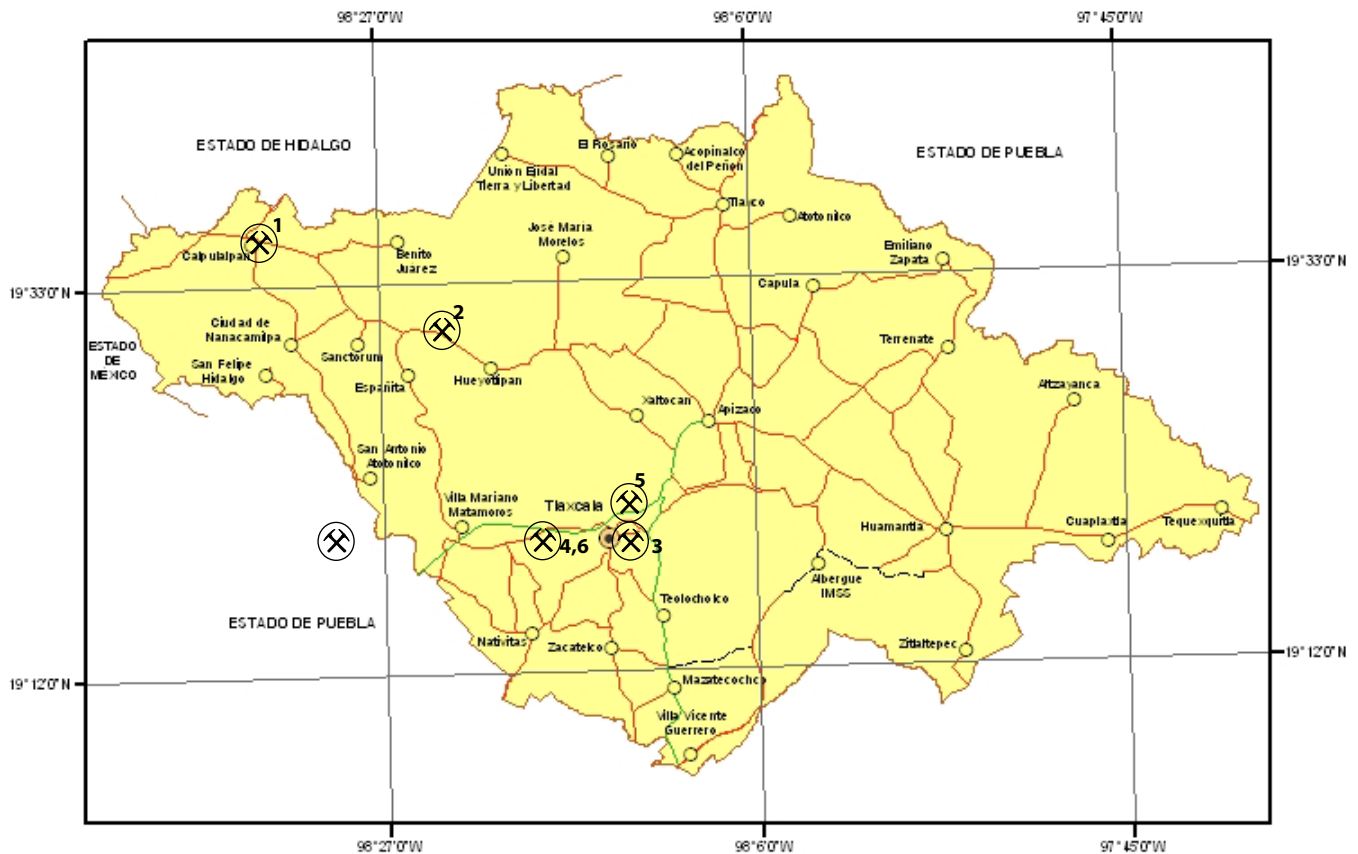 98°27'0"W
98°6'0"W
97°45'0"W
ESTADO DE HIDALGO
El Rosario
Acopinalco
del Peñon
ESTADO DE PUEBLA
Union Ejidal
Tierra y Libertad
Tlaxco
Atotonilco
1
Calpulalpan
Benito
Juarez
José María
Morelos
Emiliano
Zapata
19°33'0"N
19°33'0"N
Capula
2
Ciudad de
Nanacamilpa
Sanctorum
Terrenate
ESTADO
DE
MÉXICO
San Felipe
Hidalgo
Españita
Hueyotlipan
Altzayanca
Xaltocan
Apizaco
San Antonio
Atotonilco
5
Villa Mariano
Matamoros
Tlaxcala
4,6
3
Huamantla
Cuapiaxtla
Tequexquitla
Albergue
IMSS
Teolocholco
ESTADO DE PUEBLA
Nativitas
Zacatelco
Zitlaltepec
19°12'0"N
19°12'0"N
Mazatecochco
Villa Vicente
Guerrero
98°27'0"W
98°6'0"W
97°45'0"W